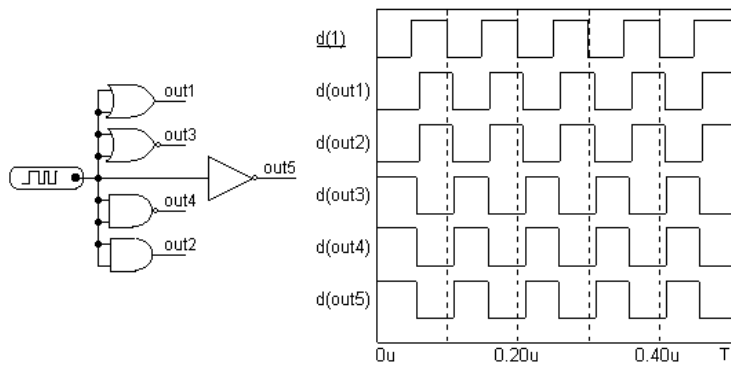 out1
out3
out5
out4
out2
d(1)
d(out1)
d(out2)
d(out3)
d(out4)
d(out5)
0u 0.20u 0.40u T